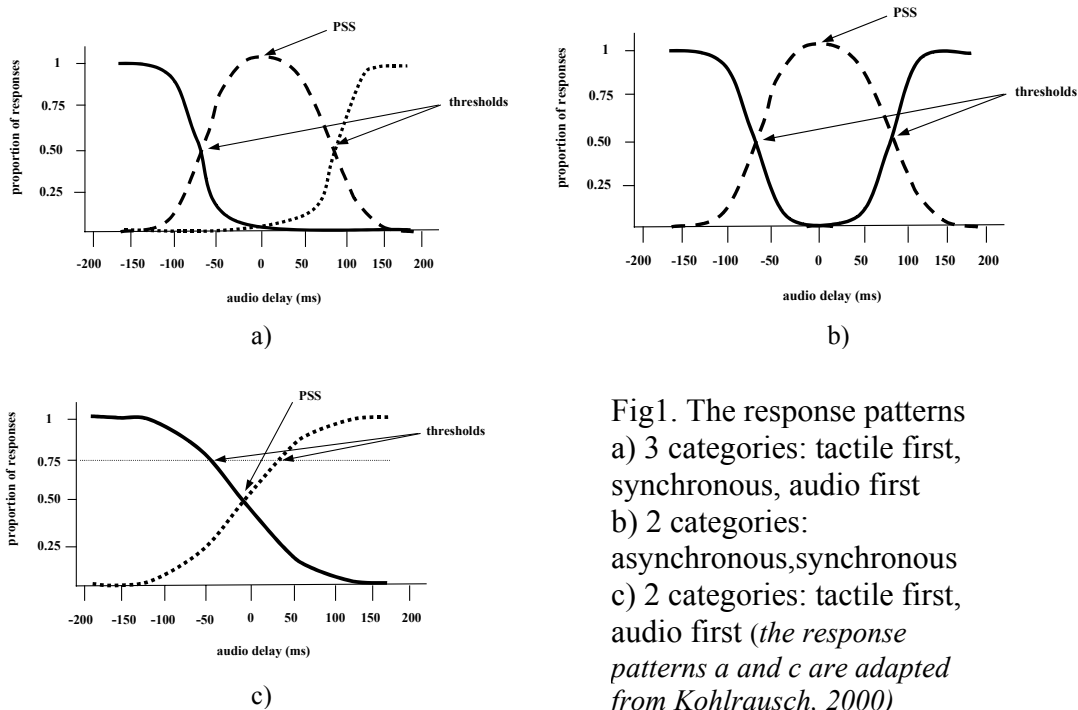 PSS
1
0.75
0.50
0.25
proportion of responses
thresholds
-200 -150 -100 -50 0 50 100 150 200
audio delay (ms)
a)
PSS
1
0.75
0.50
0.25
proportion of responses
thresholds
-200 -150 -100 -50 0 50 100 150 200
audio delay (ms)
b)
PSS
1
0.75
0.50
0.25
proportion of responses
thresholds
-200 -150 -100 -50 0 50 100 150 200
audio delay (ms)
c)
Fig1. The response patterns
a) 3 categories: tactile first,
synchronous, audio first
b) 2 categories:
asynchronous,synchronous
c) 2 categories: tactile first,
audio first (the response
patterns a and c are adapted
from Kohlrausch, 2000)